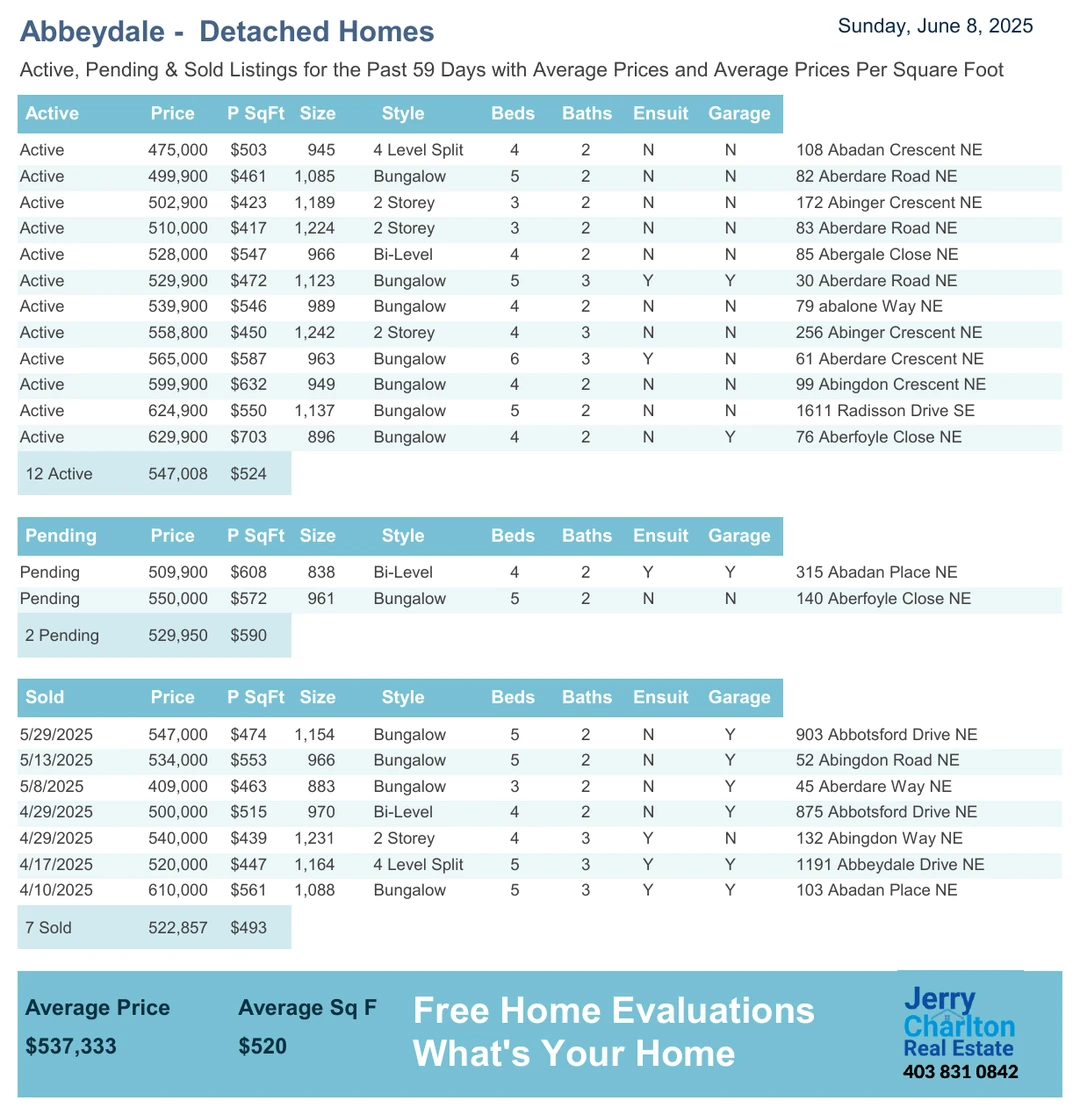 Abbeydale - Detached Homes
Sunday, June 8, 2025
Active, Pending & Sold Listings for the Past 59 Days with Average Prices and Average Prices Per Square Foot
Active Price P SqFt Size Style Beds Baths Ensuit Garage
Active 475,000 $503 945 4 Level Split 4 2 N N 108 Abadan Crescent NE
Active 499,900 $461 1,085 Bungalow 5 2 N N 82 Aberdare Road NE
Active 502,900 $423 1,189 2 Storey 3 2 N N 172 Abinger Crescent NE
Active 510,000 $417 1,224 2 Storey 3 2 N N 83 Aberdare Road NE
Active 528,000 $547 966 Bi-Level 4 2 N N 85 Abergale Close NE
Active 529,900 $472 1,123 Bungalow 5 3 Y Y 30 Aberdare Road NE
Active 539,900 $546 989 Bungalow 4 2 N N 79 abalone Way NE
Active 558,800 $450 1,242 2 Storey 4 3 N N 256 Abinger Crescent NE
Active 565,000 $587 963 Bungalow 6 3 Y N 61 Aberdare Crescent NE
Active 599,900 $632 949 Bungalow 4 2 N N 99 Abingdon Crescent NE
Active 624,900 $550 1,137 Bungalow 5 2 N N 1611 Radisson Drive SE
Active 629,900 $703 896 Bungalow 4 2 N Y 76 Aberfoyle Close NE
12 Active 547,008 $524
Pending Price P SqFt Size Style Beds Baths Ensuit Garage
Pending 509,900 $608 838 Bi-Level 4 2 Y Y 315 Abadan Place NE
Pending 550,000 $572 961 Bungalow 5 2 N N 140 Aberfoyle Close NE
2 Pending 529,950 $590
Sold Price P SqFt Size Style Beds Baths Ensuit Garage
5/29/2025 547,000 $474 1,154 Bungalow 5 2 N Y 903 Abbotsford Drive NE
5/13/2025 534,000 $553 966 Bungalow 5 2 N Y 52 Abingdon Road NE
5/8/2025 409,000 $463 883 Bungalow 3 2 N Y 45 Aberdare Way NE
4/29/2025 500,000 $515 970 Bi-Level 4 2 N Y 875 Abbotsford Drive NE
4/29/2025 540,000 $439 1,231 2 Storey 4 3 Y N 132 Abingdon Way NE
4/17/2025 520,000 $447 1,164 4 Level Split 5 3 Y Y 1191 Abbeydale Drive NE
4/10/2025 610,000 $561 1,088 Bungalow 5 3 Y Y 103 Abadan Place NE
7 Sold 522,857 $493
Average Price Average Sq F
$537,333 $520
Free Home Evaluations
What's Your Home
Jerry
Charlton
Real Estate
403 831 0842